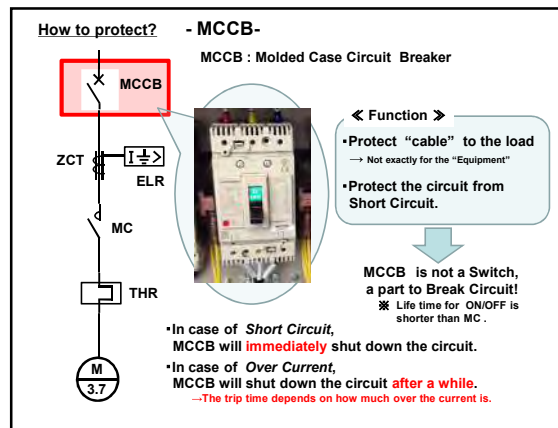 How to protect?
- MCCB-
MCCB : Molded Case Circuit Breaker
MCCB
ZCT
I
>
ELR
MC
THR
M
3.7
≪ Function ≫
・Protect “cable” to the load
→ Not exactly for the “Equipment”
・Protect the circuit from
Short Circuit.
MCCB is not a Switch,
a part to Break Circuit!
※ Life time for ON/OFF is
shorter than MC .
・In case of Short Circuit,
MCCB will immediately shut down the circuit.
・In case of Over Current,
MCCB will shut down the circuit after a while.
→The trip time depends on how much over the current is.